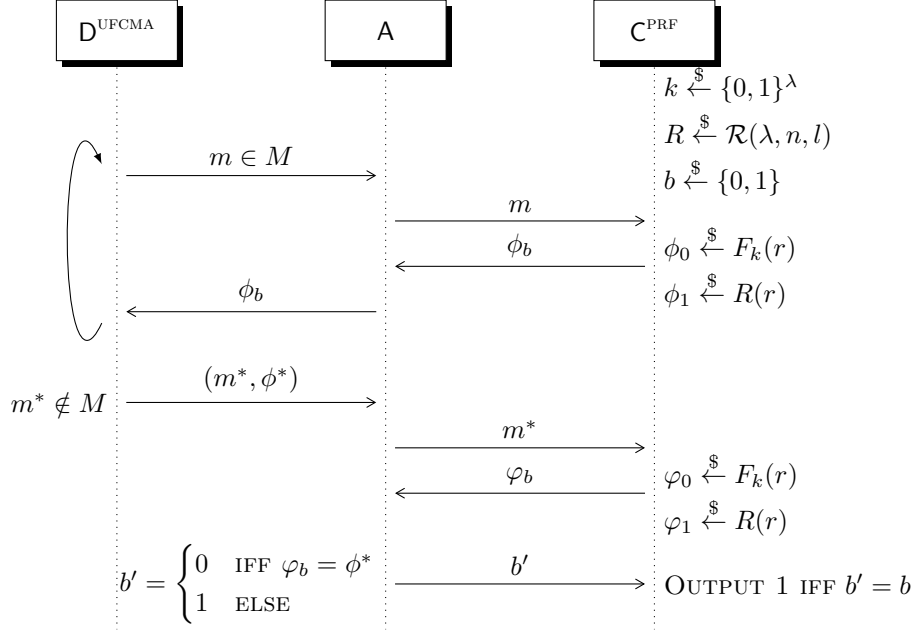 D^UFCMA A C^PRF
k ←$ {0, 1}^λ
R ←$ R(λ, n, l)
m ∈ M
b ←$ {0, 1}
m
ϕ_b
ϕ_0 ←$ F_k(r)
ϕ_b
ϕ_1 ←$ R(r)
(m*, ϕ*)
m* ∉ M
m*
φ_b
φ_0 ←$ F_k(r)
φ_1 ←$ R(r)
b′ = { 0 IFF φ_b = ϕ*
1 ELSE
b′
OUTPUT 1 IFF b′ = b